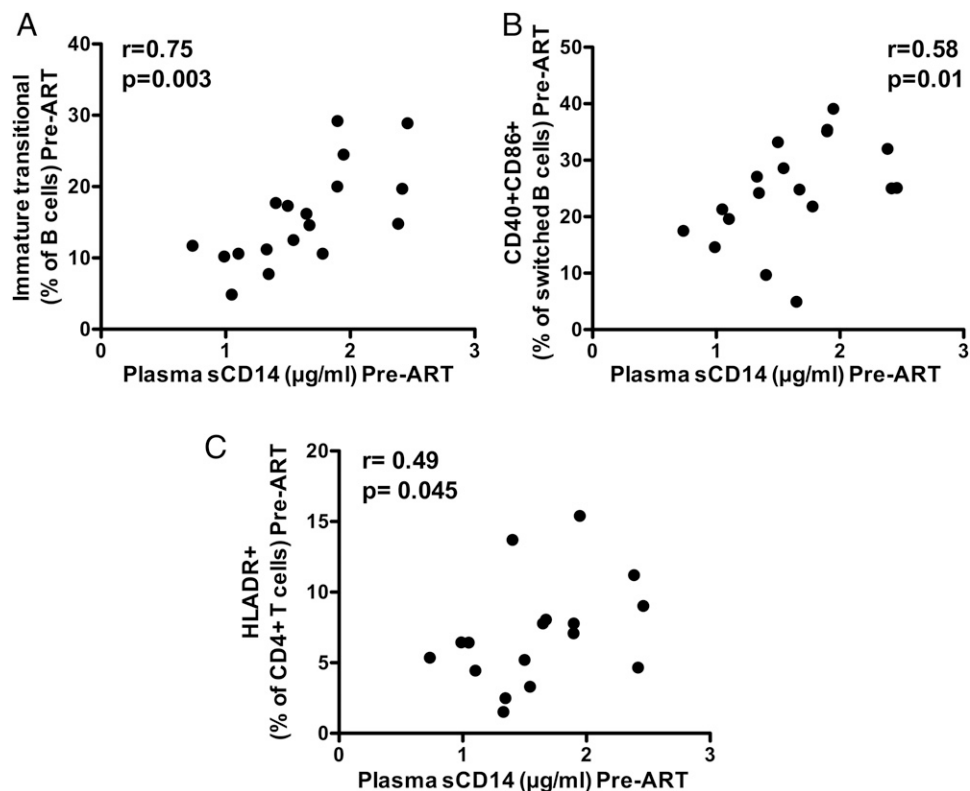 A
r=0.75
p=0.003
Immature transitional
(% of B cells) Pre-ART
40
30
20
10
0
0 1 2 3
Plasma sCD14 (µg/ml) Pre-ART
B
r=0.58
p=0.01
CD40+CD86+
(% of switched B cells) Pre-ART
50
40
30
20
10
0
0 1 2 3
Plasma sCD14 (µg/ml) Pre-ART
C
r= 0.49
p= 0.045
HLADR+
(% of CD4+ T cells) Pre-ART
20
15
10
5
0
0 1 2 3
Plasma sCD14 (µg/ml) Pre-ART